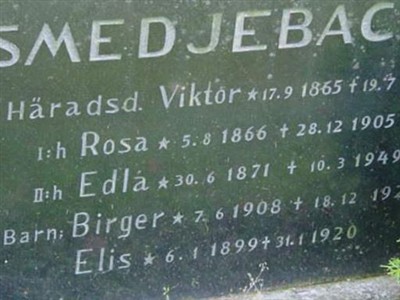 SMEDJEBAC
Häradsd. Viktor ★ 17.9 1865 + 19.7
I:h Rosa ★ 5.8 1866 + 28.12 1905
II:h Edla ★ 30.6 1871 + 10.3 1949
Barn: Birger ★ 7.6 1908 + 18.12 192
Elis ★ 6.1 1899 + 31.1 1920